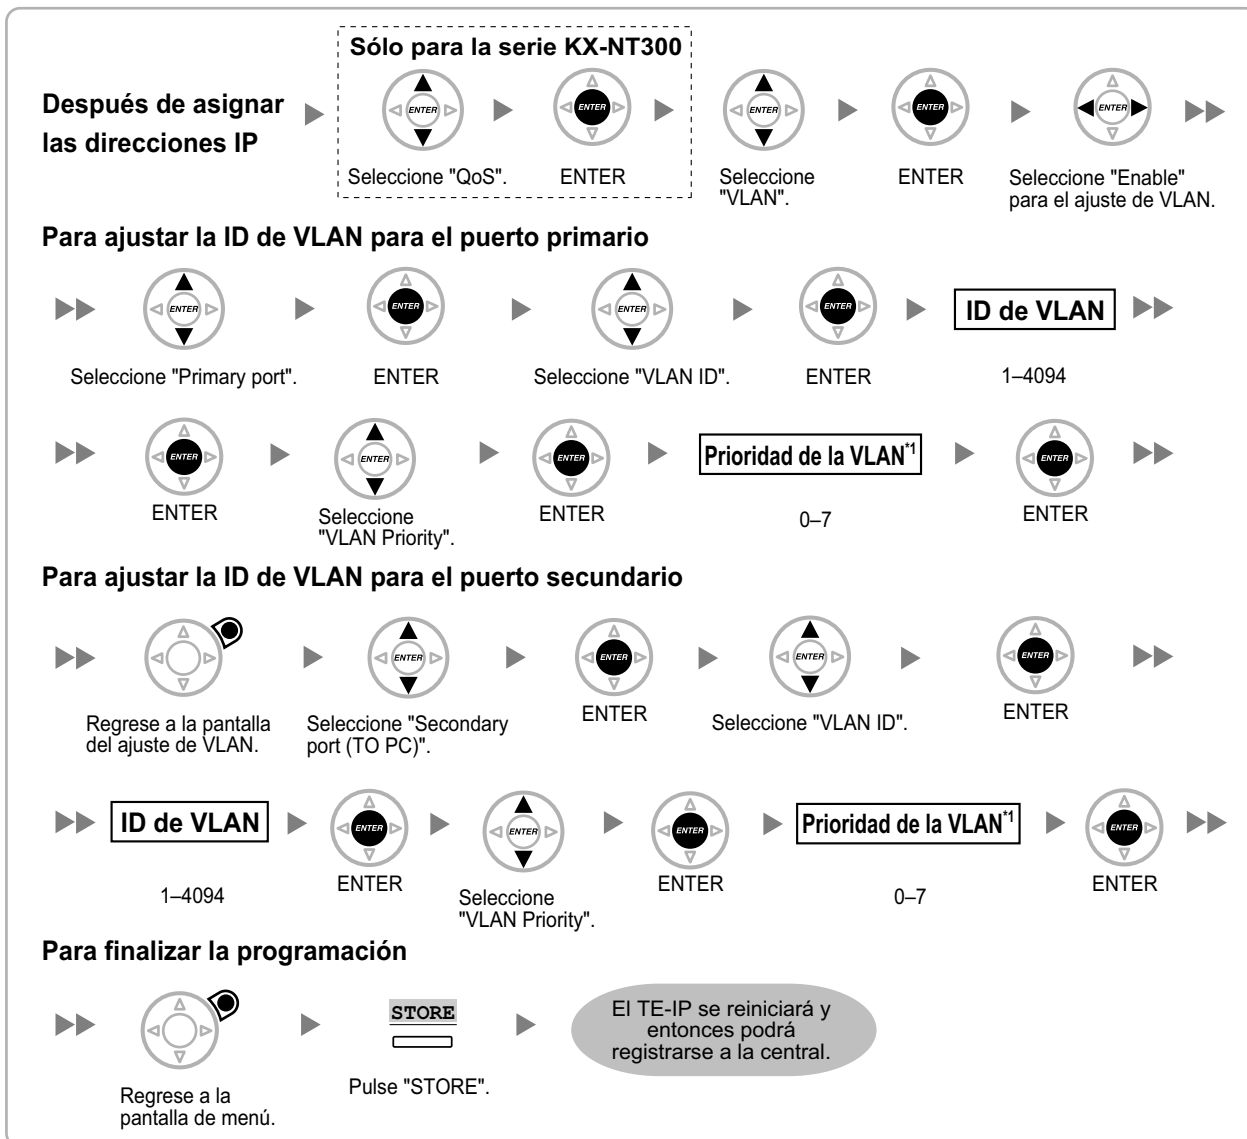 Sólo para la serie KX-NT300
Después de asignar
las direcciones IP
ENTER
ENTER
ENTER
ENTER
ENTER
Seleccione "QoS".
ENTER
Seleccione
"VLAN".
ENTER
Seleccione "Enable"
para el ajuste de VLAN.
Para ajustar la ID de VLAN para el puerto primario
ENTER
ENTER
ENTER
ENTER
ID de VLAN
Seleccione "Primary port".
ENTER
Seleccione "VLAN ID".
ENTER
1–4094
ENTER
ENTER
ENTER
Prioridad de la VLAN*1
ENTER
ENTER
Seleccione
"VLAN Priority".
ENTER
0–7
ENTER
Para ajustar la ID de VLAN para el puerto secundario
ENTER
ENTER
ENTER
ENTER
Regrese a la pantalla
del ajuste de VLAN.
Seleccione "Secondary
port (TO PC)".
ENTER
Seleccione "VLAN ID".
ENTER
ID de VLAN
ENTER
ENTER
ENTER
Prioridad de la VLAN*1
ENTER
1–4094
ENTER
Seleccione
"VLAN Priority".
ENTER
0–7
ENTER
Para finalizar la programación
STORE
El TE-IP se reiniciará y
entonces podrá
registrarse a la central.
Regrese a la
pantalla de menú.
Pulse "STORE".